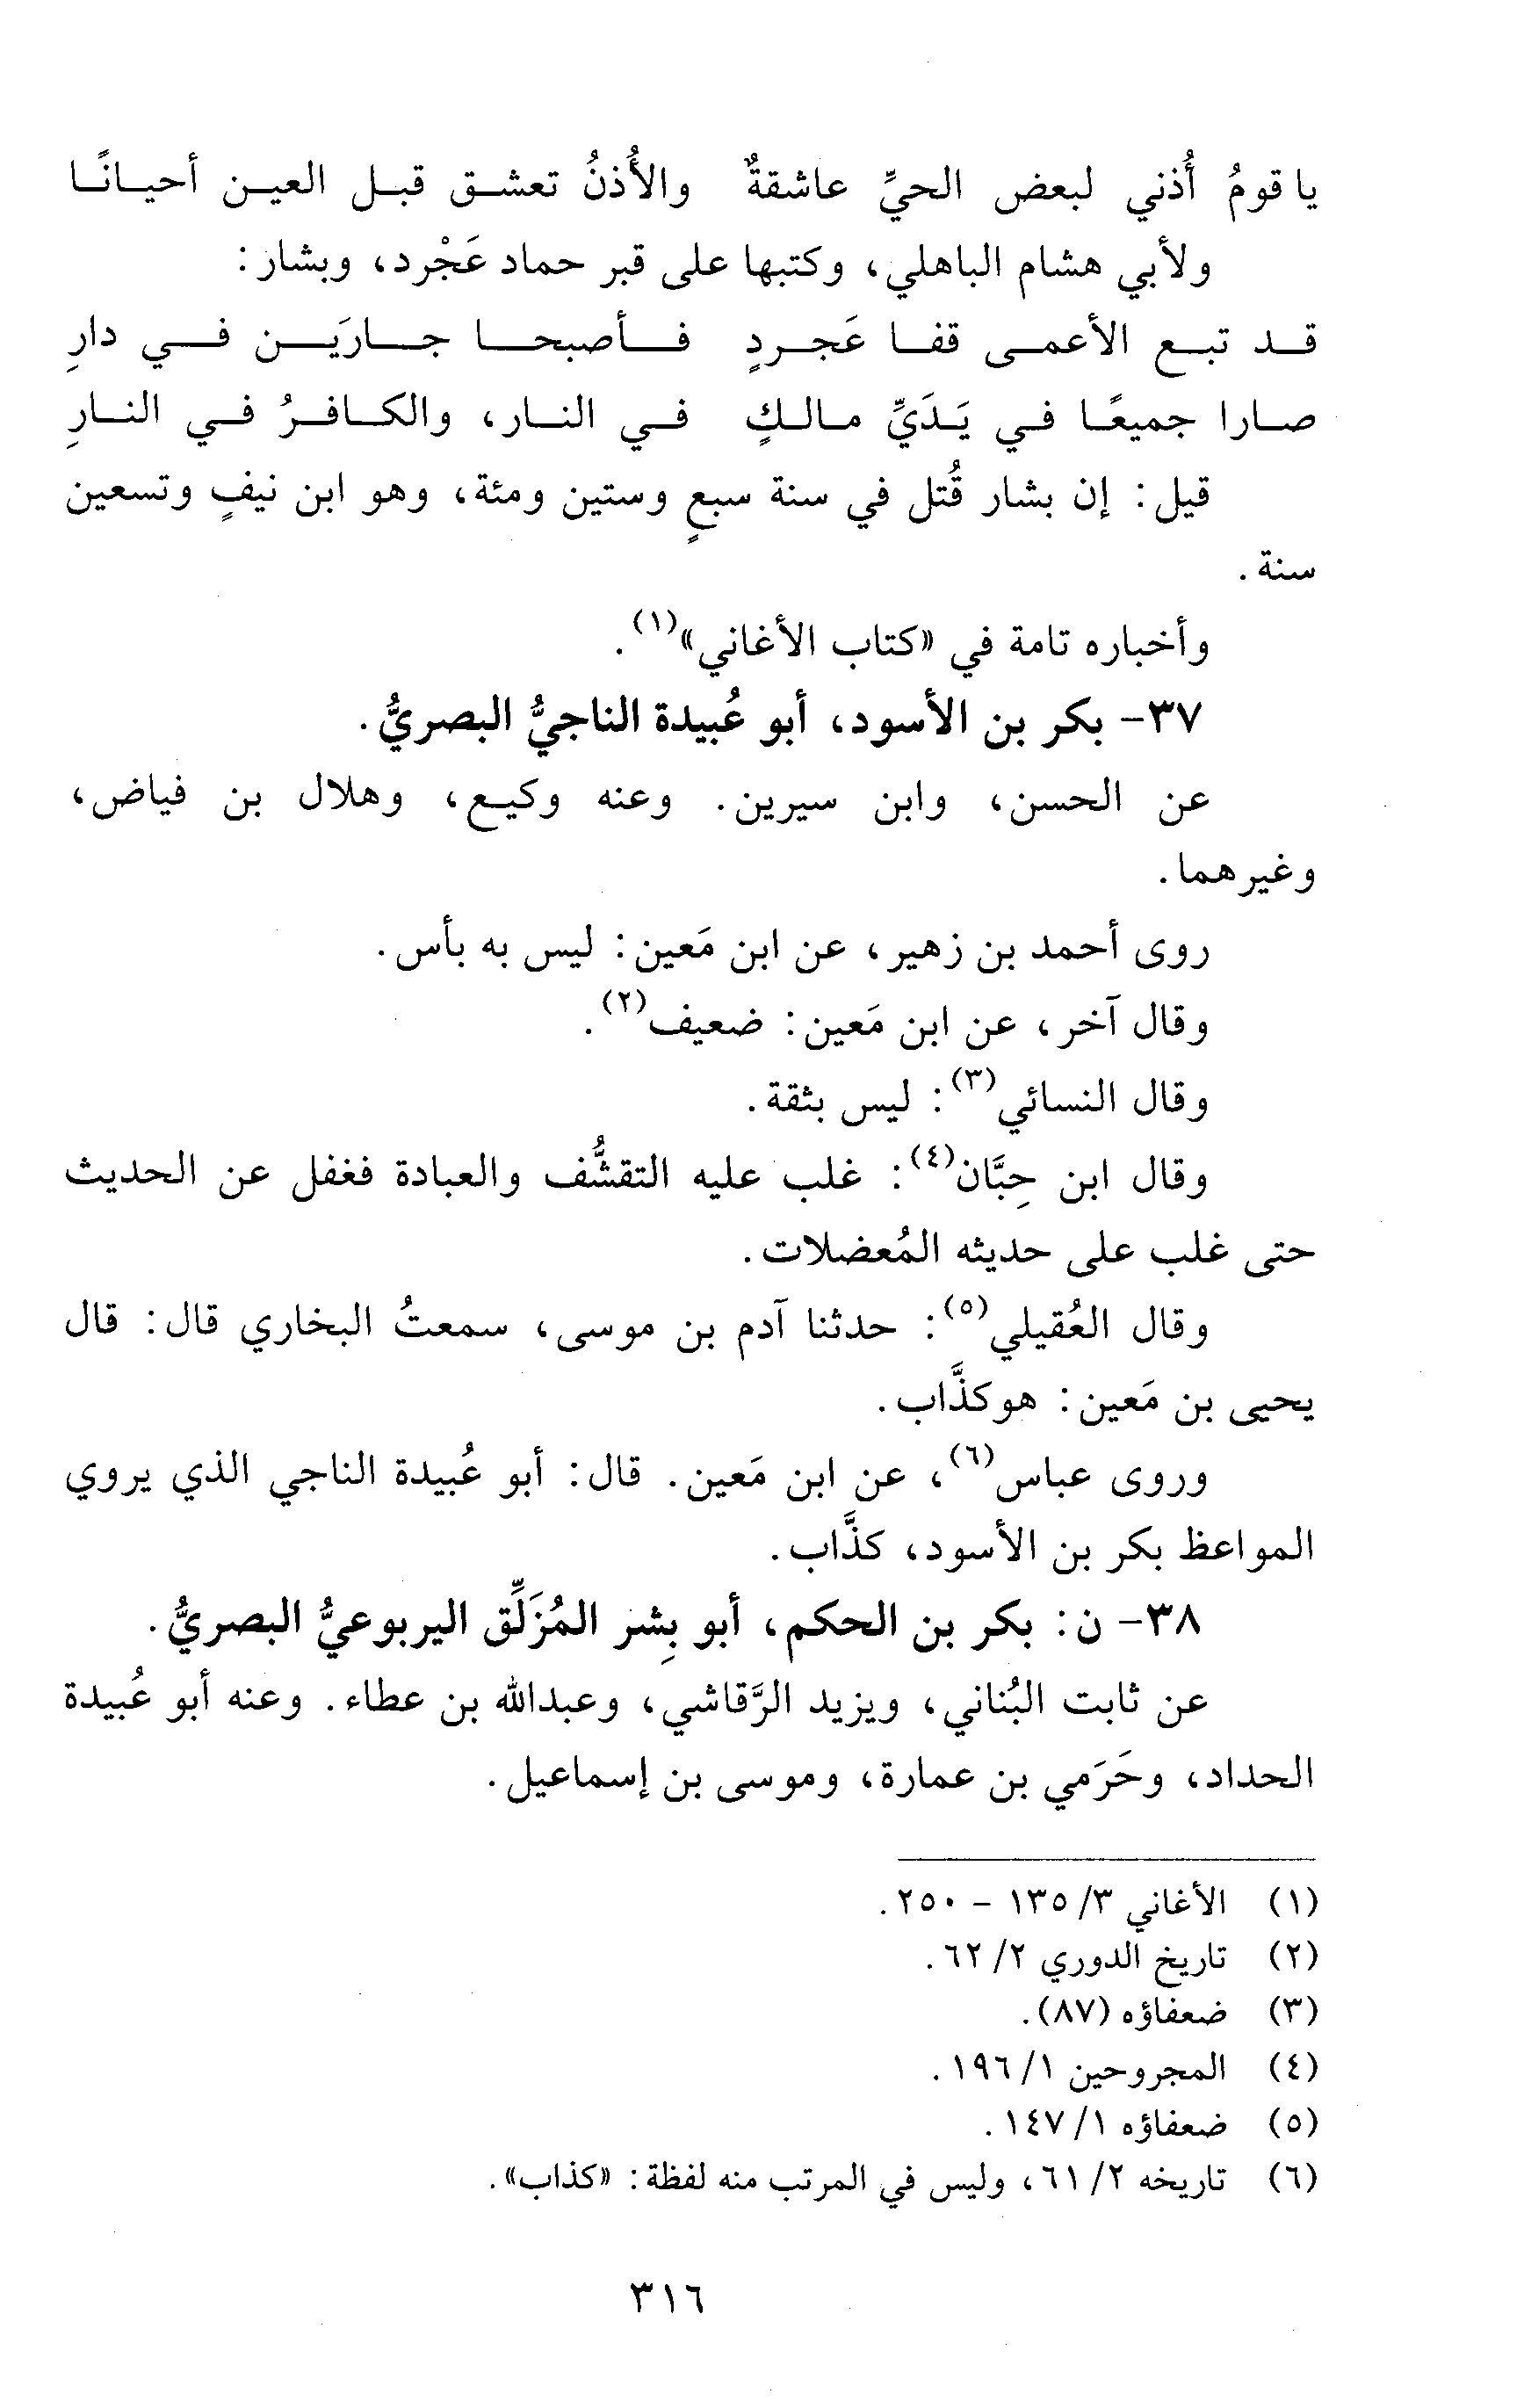 يا قومُ أُذني لبعض الحيِّ عاشقةٌ والأُذنُ تعشق قبل العين أحيانًا
ولأبي هشام الباهلي، وكتبها على قبر حماد عَجْرد، وبشار:
قد تبع الأعمى قفا عَجردٍ فأصبحا جارَين في دارِ
صارا جميعًا في يَدَيِّ مالكٍ في النار، والكافرُ في النارِ
قيل: إن بشار قُتل في سنة سبعٍ وستين ومئة، وهو ابن نيفٍ وتسعين
سنة.
وأخباره تامة في «كتاب الأغاني»(١).
٣٧- بكر بن الأسود، أبو عُبيدة الناجيُّ البصريُّ.
عن الحسن، وابن سيرين. وعنه وكيع، وهلال بن فياض،
وغيرهما.
روى أحمد بن زهير، عن ابن مَعين: ليس به بأس.
وقال آخر، عن ابن مَعين: ضعيف(٢).
وقال النسائي(٣): ليس بثقة.
وقال ابن حِبَّان(٤): غلب عليه التقشُّف والعبادة فغفل عن الحديث
حتى غلب على حديثه المُعضلات.
وقال العُقيلي(٥): حدثنا آدم بن موسى، سمعتُ البخاري قال: قال
يحيى بن مَعين: هو كذَّاب.
وروى عباس(٦)، عن ابن مَعين. قال: أبو عُبيدة الناجي الذي يروي
المواعظ بكر بن الأسود، كذَّاب.
٣٨- ن: بكر بن الحكم، أبو بِشر المُزَلِّق اليربوعيُّ البصريُّ.
عن ثابت البُناني، ويزيد الرَّقاشي، وعبدالله بن عطاء. وعنه أبو عُبيدة
الحداد، وحَرَمي بن عمارة، وموسى بن إسماعيل.
(١) الأغاني ٣/ ١٣٥ - ٢٥٠.
(٢) تاريخ الدوري ٢/ ٦٢.
(٣) ضعفاؤه (٨٧).
(٤) المجروحين ١/ ١٩٦.
(٥) ضعفاؤه ١/ ١٤٧.
(٦) تاريخه ٢/ ٦١، وليس في المرتب منه لفظة: «كذاب».
٣١٦